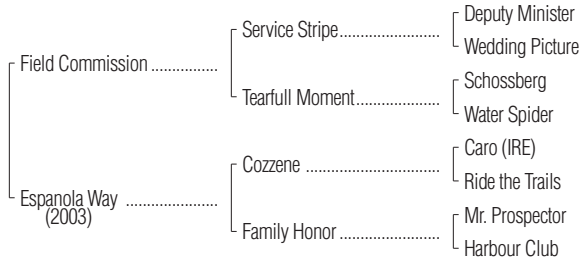 Deputy Minister
Service Stripe
Wedding Picture
Field Commission
Schossberg
Tearfull Moment
Water Spider
Caro (IRE)
Cozzene
Ride the Trails
Espanola Way
(2003)
Mr. Prospector
Family Honor
Harbour Club